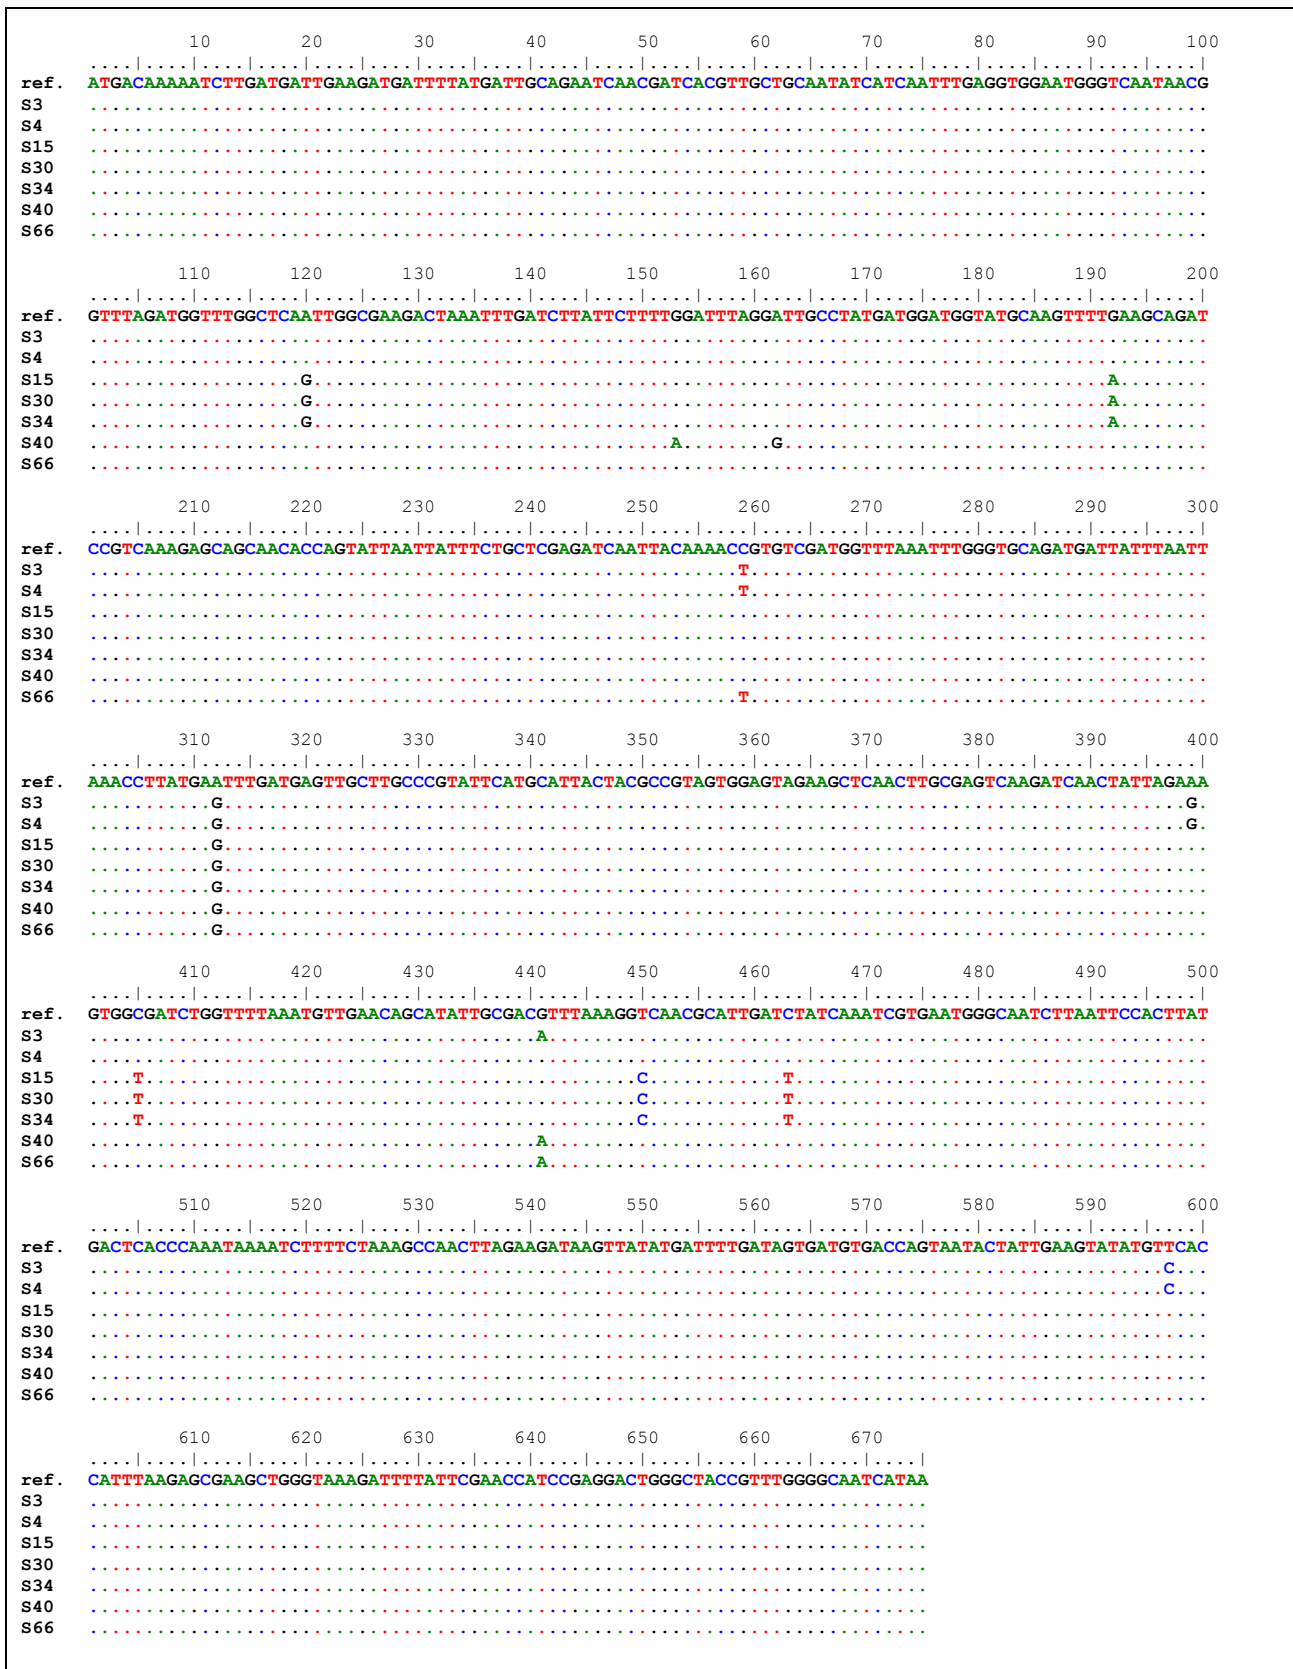 10 20 30 40 50 60 70 80 90 100
....|....|....|....|....|....|....|....|....|....|....|....|....|....|....|....|....|....|....|....|
ref. ATGACAAAAATCTTGATGATTGAAGATGATTTTATGATTGCAGAATCAACGATCACGTTGCTGCAATATCATCAATTTGAGGTGGAATGGGTCAATAACG
S3 ....................................................................................................
S4 ....................................................................................................
S15 ....................................................................................................
S30 ....................................................................................................
S34 ....................................................................................................
S40 ....................................................................................................
S66 ....................................................................................................
110 120 130 140 150 160 170 180 190 200
....|....|....|....|....|....|....|....|....|....|....|....|....|....|....|....|....|....|....|....|
ref. GTTTAGATGGTTTGGCTCAATTGGCGAAGACTAAATTTGATCTTATTCTTTTGGATTTAGGATTGCCTATGATGGATGGTATGCAAGTTTTGAAGCAGAT
S3 ....................................................................................................
S4 ....................................................................................................
S15 ...................G.......................................................................A........
S30 ...................G.......................................................................A........
S34 ...................G.......................................................................A........
S40 ....................................................A........G......................................
S66 ....................................................................................................
210 220 230 240 250 260 270 280 290 300
....|....|....|....|....|....|....|....|....|....|....|....|....|....|....|....|....|....|....|....|
ref. CCGTCAAAGAGCAGCAACACCAGTATTAATTATTTCTGCTCGAGATCAATTACAAAACCGTGTCGATGGTTTAAATTTGGGTGCAGATGATTATTTAATT
S3 ..........................................................T.........................................
S4 ..........................................................T.........................................
S15 ....................................................................................................
S30 ....................................................................................................
S34 ....................................................................................................
S40 ....................................................................................................
S66 ..........................................................T.........................................
310 320 330 340 350 360 370 380 390 400
....|....|....|....|....|....|....|....|....|....|....|....|....|....|....|....|....|....|....|....|
ref. AAACCTTATGAATTTGATGAGTTGCTTGCCCGTATTCATGCATTACTACGCCGTAGTGGAGTAGAAGCTCAACTTGCGAGTCAAGATCAACTATTAGAAA
S3 ...........G......................................................................................G.
S4 ...........G......................................................................................G.
S15 ...........G........................................................................................
S30 ...........G........................................................................................
S34 ...........G........................................................................................
S40 ...........G........................................................................................
S66 ...........G........................................................................................
410 420 430 440 450 460 470 480 490 500
....|....|....|....|....|....|....|....|....|....|....|....|....|....|....|....|....|....|....|....|
ref. GTGGCGATCTGGTTTTAAATGTTGAACAGCATATTGCGACGTTTAAAGGTCAACGCATTGATCTATCAAATCGTGAATGGGCAATCTTAATTCCACTTAT
S3 ........................................A...........................................................
S4 ....................................................................................................
S15 ....T............................................C............T.....................................
S30 ....T............................................C............T.....................................
S34 ....T............................................C............T.....................................
S40 ........................................A...........................................................
S66 ........................................A...........................................................
510 520 530 540 550 560 570 580 590 600
....|....|....|....|....|....|....|....|....|....|....|....|....|....|....|....|....|....|....|....|
ref. GACTCACCCAAATAAAATCTTTTCTAAAGCCAACTTAGAAGATAAGTTATATGATTTTGATAGTGATGTGACCAGTAATACTATTGAAGTATATGTTCAC
S3 ................................................................................................C...
S4 ................................................................................................C...
S15 ....................................................................................................
S30 ....................................................................................................
S34 ....................................................................................................
S40 ....................................................................................................
S66 ....................................................................................................
610 620 630 640 650 660 670
....|....|....|....|....|....|....|....|....|....|....|....|....|....|....|
ref. CATTTAAGAGCGAAGCTGGGTAAAGATTTTATTCGAACCATCCGAGGACTGGGCTACCGTTTGGGGCAATCATAA
S3 ...........................................................................
S4 ...........................................................................
S15 ...........................................................................
S30 ...........................................................................
S34 ...........................................................................
S40 ...........................................................................
S66 ...........................................................................